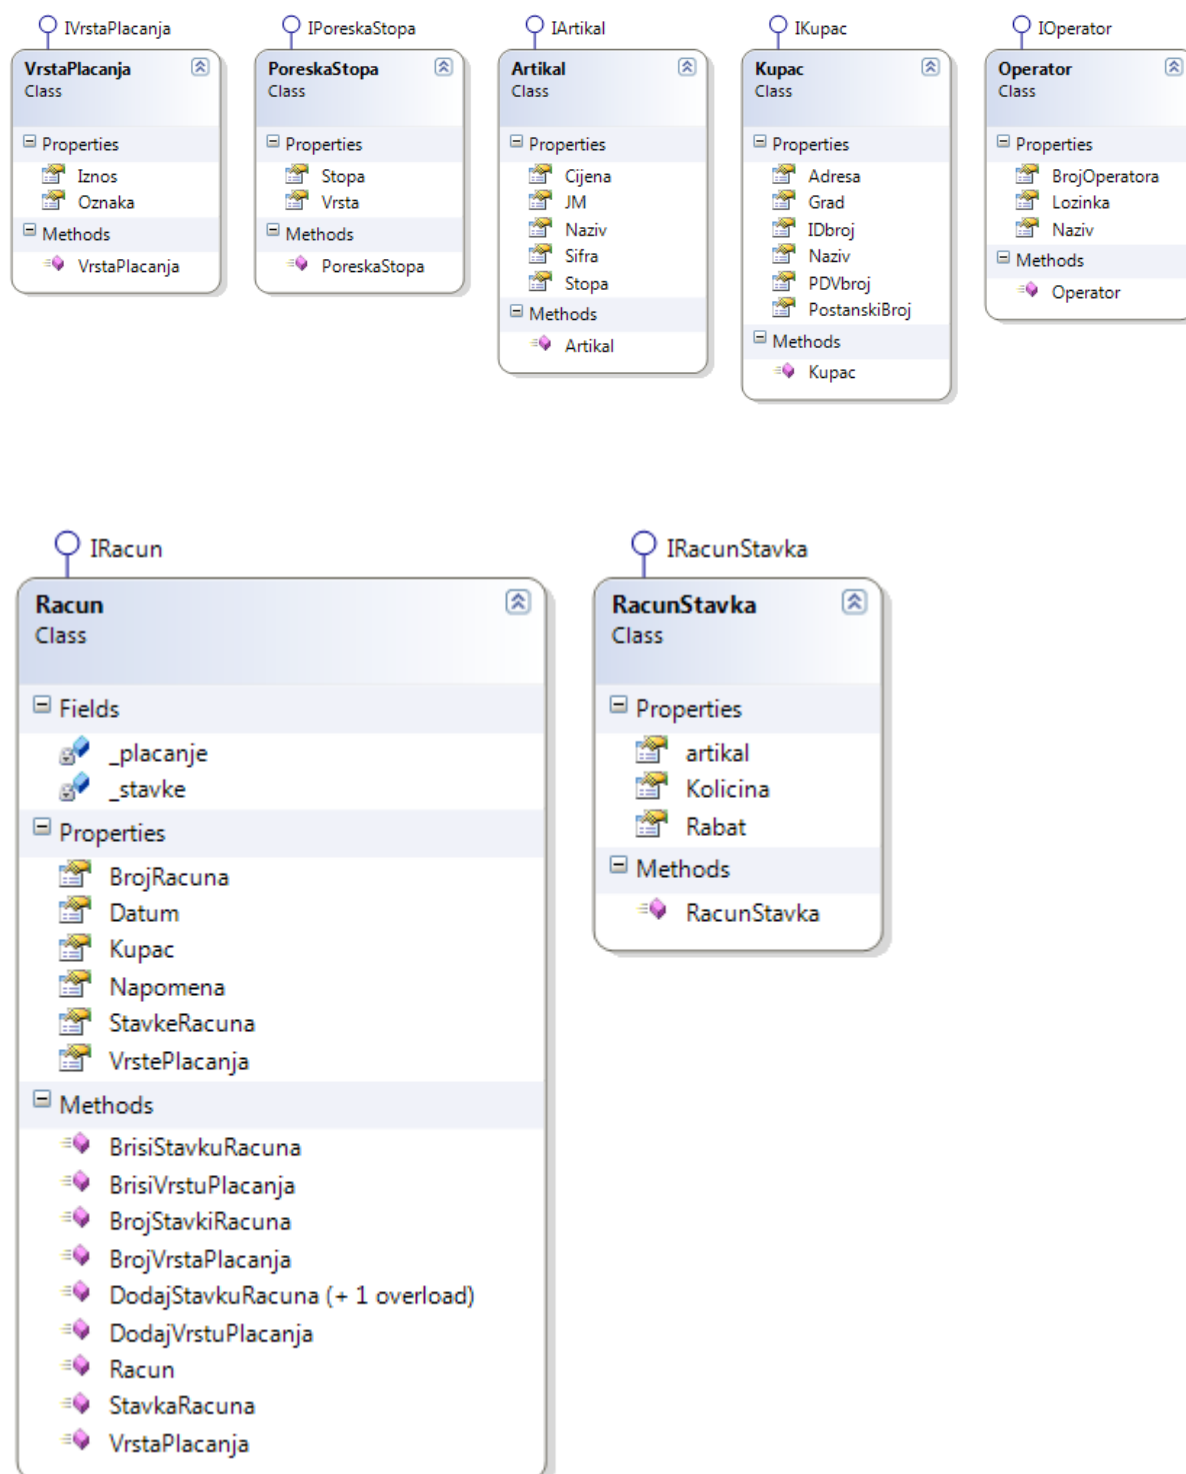 IVrstaPlacanja
VrstaPlacanja
Class
Properties
Iznos
Oznaka
Methods
VrstaPlacanja
IPoreskaStopa
PoreskaStopa
Class
Properties
Stopa
Vrsta
Methods
PoreskaStopa
IArtikal
Artikal
Class
Properties
Cijena
JM
Naziv
Sifra
Stopa
Methods
Artikal
IKupac
Kupac
Class
Properties
Adresa
Grad
IDbroj
Naziv
PDVbroj
PostanskiBroj
Methods
Kupac
IOperator
Operator
Class
Properties
BrojOperatora
Lozinka
Naziv
Methods
Operator
IRacun
Racun
Class
Fields
_placanje
_stavke
Properties
BrojRacuna
Datum
Kupac
Napomena
StavkeRacuna
VrstePlacanja
Methods
BrisiStavkuRacuna
BrisiVrstuPlacanja
BrojStavkiRacuna
BrojVrstaPlacanja
DodajStavkuRacuna (+ 1 overload)
DodajVrstuPlacanja
Racun
StavkaRacuna
VrstaPlacanja
IRacunStavka
RacunStavka
Class
Properties
artikal
Kolicina
Rabat
Methods
RacunStavka